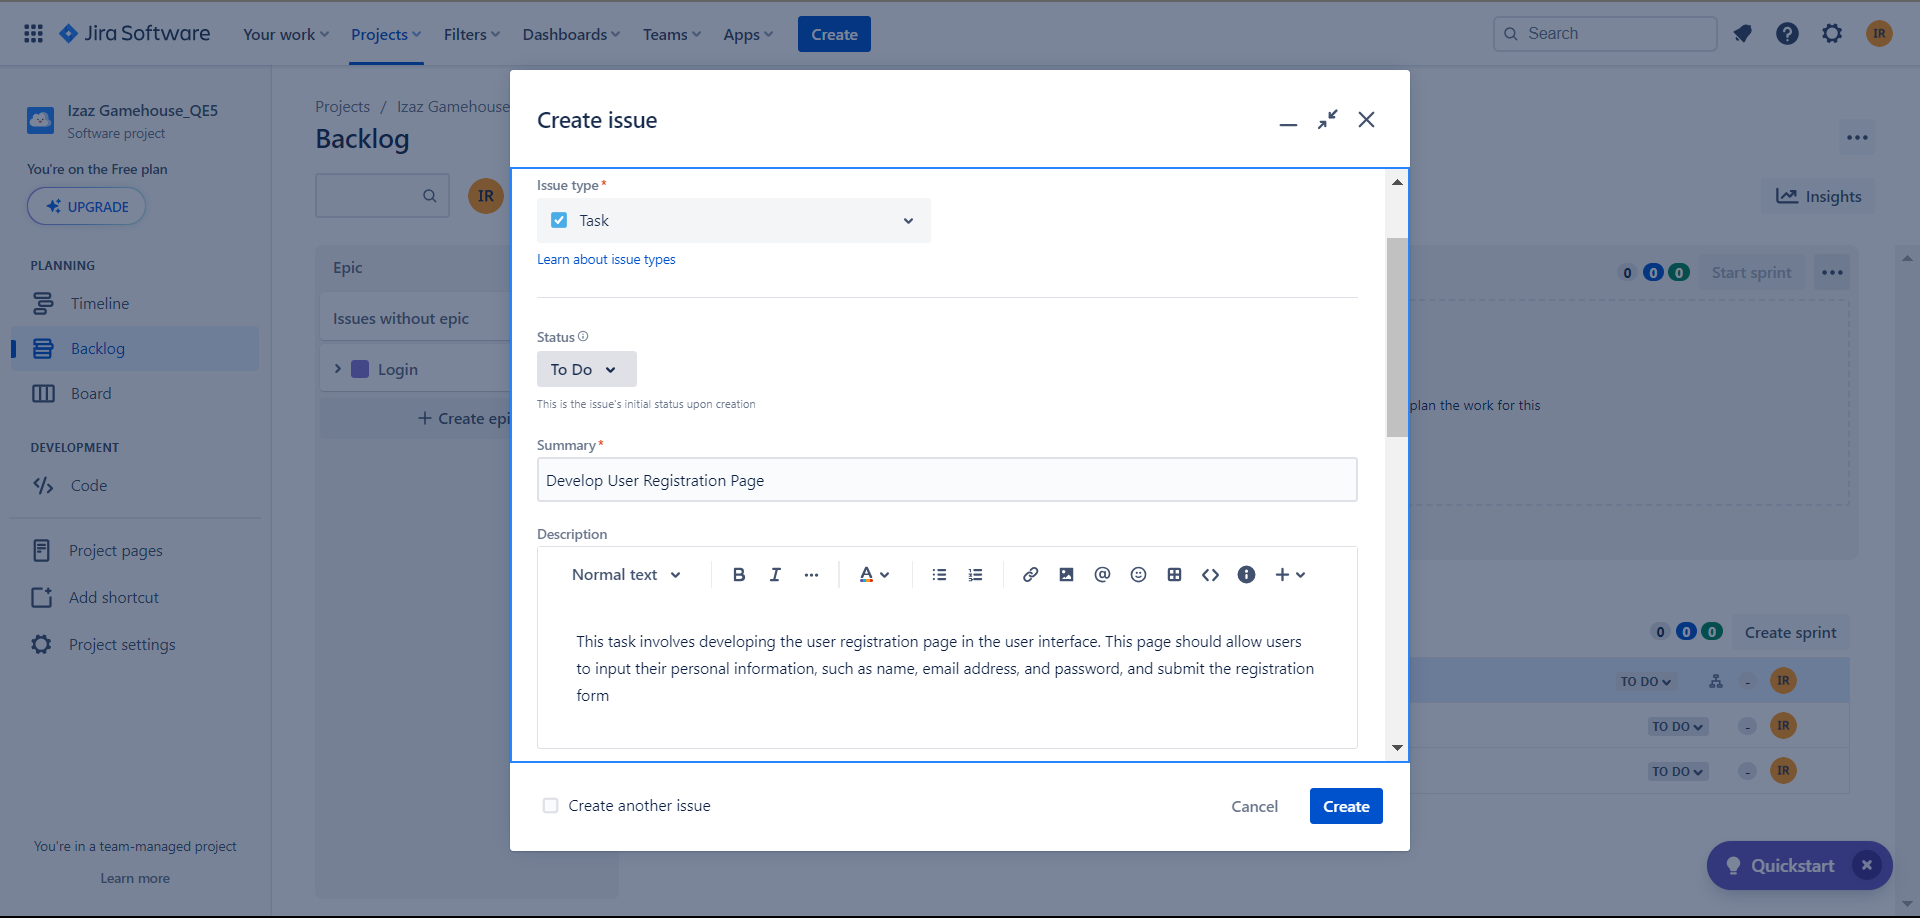 Jira Software
Your work
Projects
Filters
Dashboards
Teams
Apps
Create
Search
IR
Izaz Gamehouse_QE5
Software project
You're on the Free plan
UPGRADE
PLANNING
Timeline
Backlog
Board
DEVELOPMENT
Code
Project pages
Add shortcut
Project settings
You're in a team-managed project
Learn more
Projects / Izaz Gamehouse
Backlog
IR
Insights
Epic
Issues without epic
Login
+ Create epi
0 0 0 Start sprint
plan the work for this
0 0 0 Create sprint
TO DO - IR
TO DO - IR
TO DO - IR
Create issue
Issue type*
Task
Learn about issue types
Status
To Do
This is the issue's initial status upon creation
Summary*
Develop User Registration Page
Description
Normal text B I ... A @
This task involves developing the user registration page in the user interface. This page should allow users
to input their personal information, such as name, email address, and password, and submit the registration
form
Create another issue
Cancel
Create
Quickstart